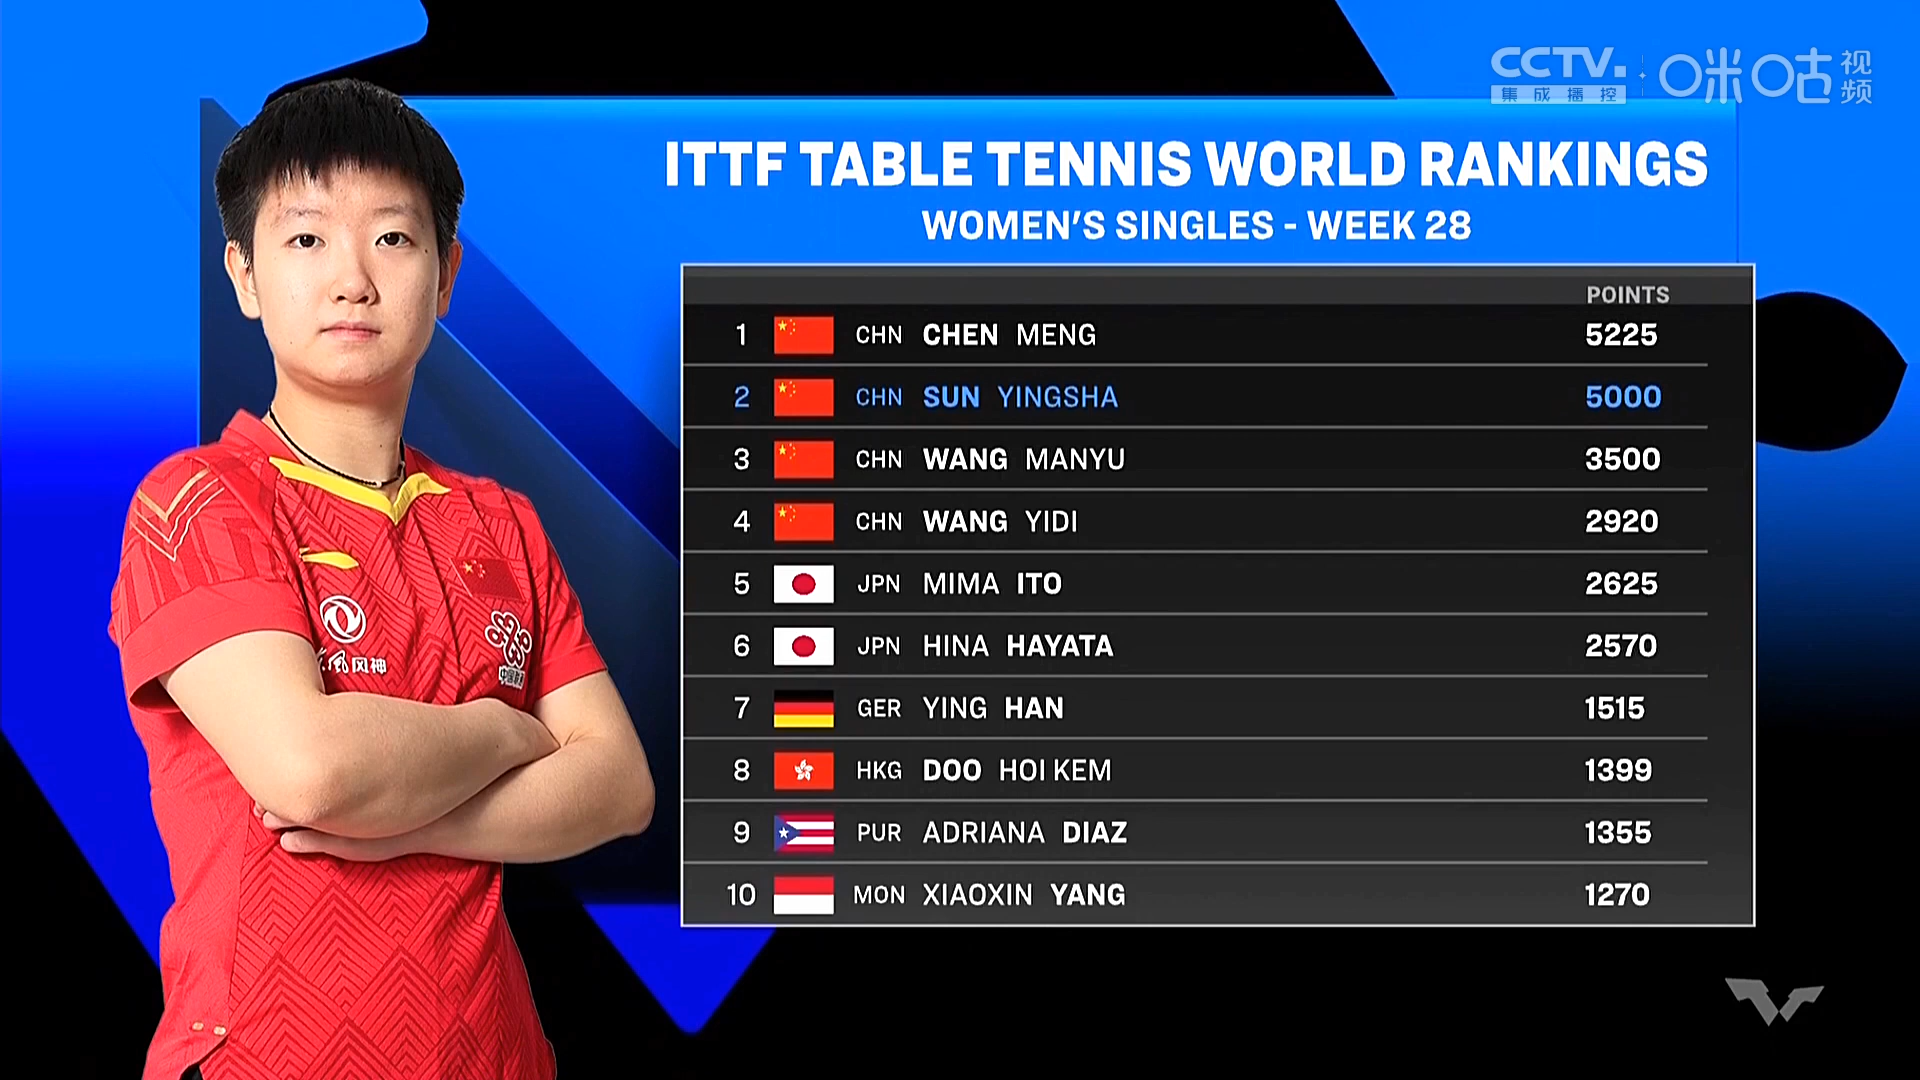 CCTV.
集成播控
咪咕视频
ITTF TABLE TENNIS WORLD RANKINGS
WOMEN'S SINGLES - WEEK 28
POINTS
1 CHN CHEN MENG 5225
2 CHN SUN YINGSHA 5000
3 CHN WANG MANYU 3500
4 CHN WANG YIDI 2920
5 JPN MIMA ITO 2625
6 JPN HINA HAYATA 2570
7 GER YING HAN 1515
8 HKG DOO HOI KEM 1399
9 PUR ADRIANA DIAZ 1355
10 MON XIAOXIN YANG 1270
风神